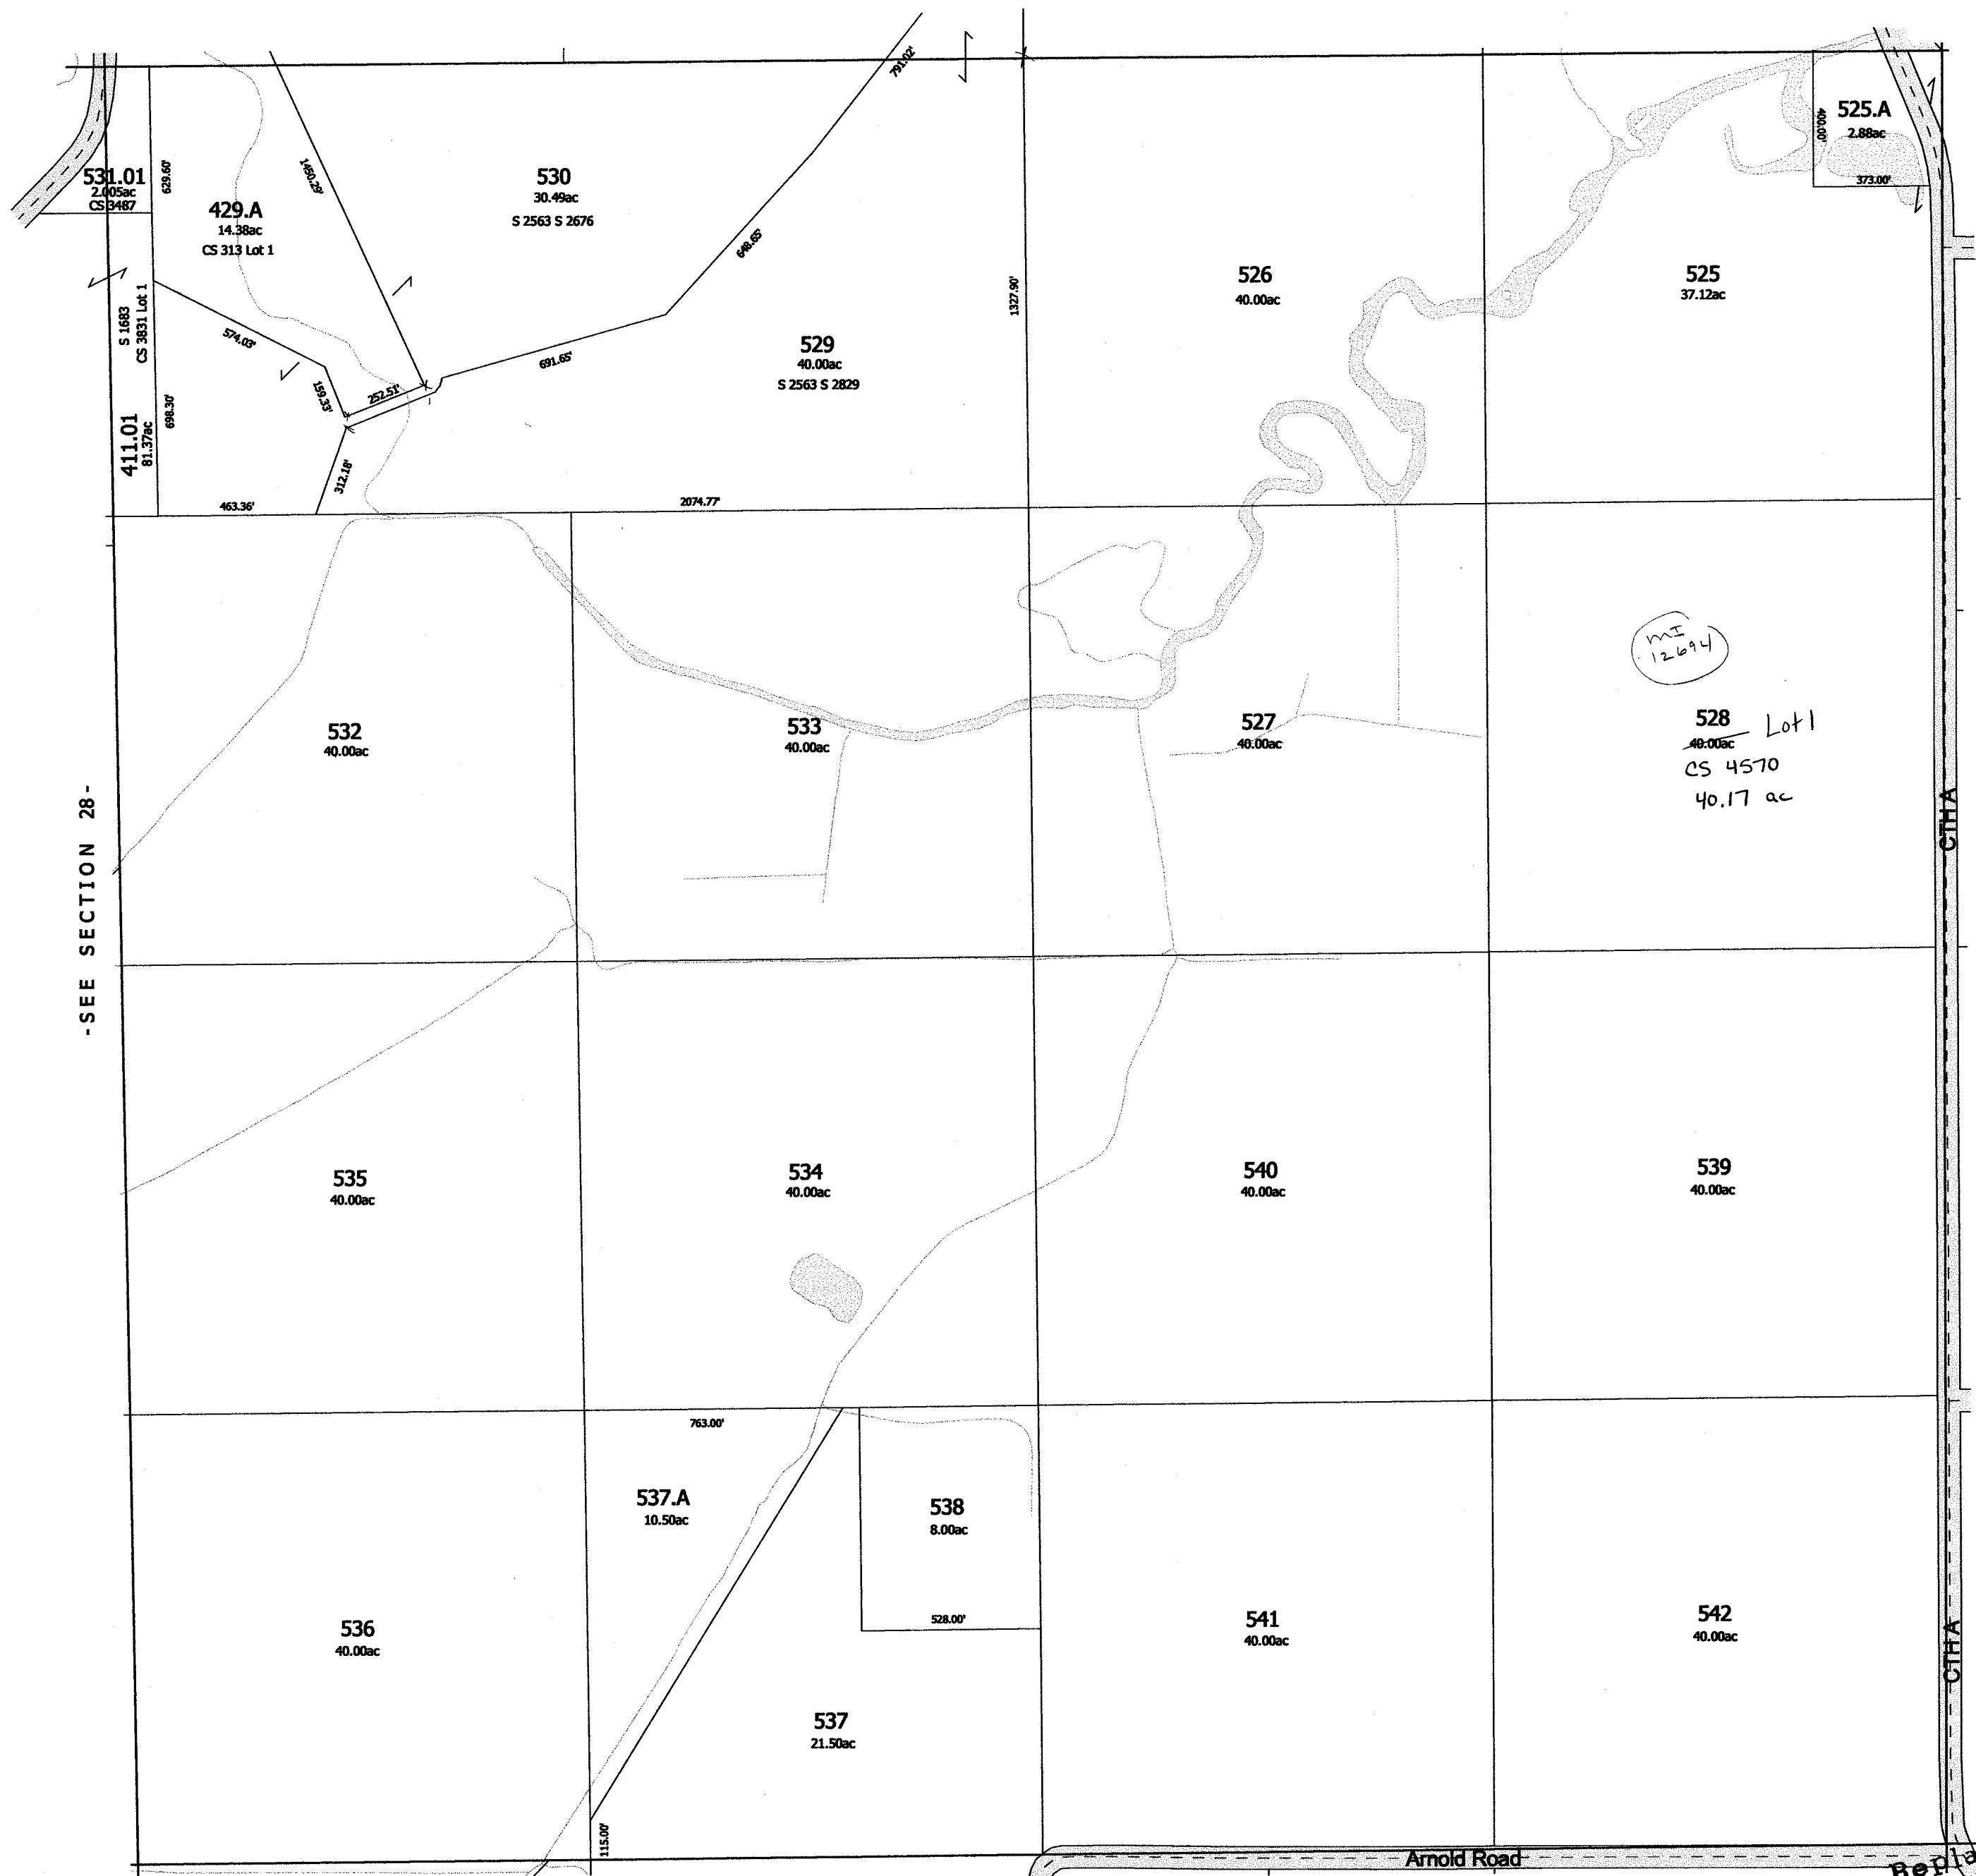 791.02'
531.01
2.005ac
CS 3487
629.60'
1450.29'
429.A
14.38ac
CS 313 Lot 1
530
30.49ac
S 2563 S 2676
648.65'
525.A
2.88ac
400.00'
373.00'
526
40.00ac
525
37.12ac
1327.90'
S 1683
CS 3831 Lot 1
574.03'
691.65'
529
40.00ac
S 2563 S 2829
159.33'
252.51'
411.01
81.37ac
698.30'
312.18'
463.36'
2074.77'
MI
12694
532
40.00ac
533
40.00ac
527
40.00ac
528
40.00ac Lot 1
CS 4570
40.17 ac
-SEE SECTION 28-
CTH A
535
40.00ac
534
40.00ac
540
40.00ac
539
40.00ac
763.00'
537.A
10.50ac
538
8.00ac
528.00'
536
40.00ac
541
40.00ac
542
40.00ac
CTH A
537
21.50ac
115.00'
Arnold Road